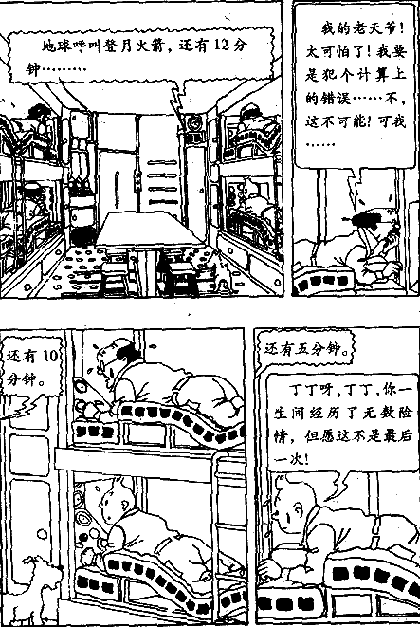 地球呼叫登月火箭，还有12分
钟………
我的老天爷！
太可怕了！我要
是犯个计算上
的错误……不，
这不可能！可我
……
还有10
分钟。
还有五分钟。
丁丁呀，丁丁，你一
生间经历了无数险
情，但愿这不是最后
一次！